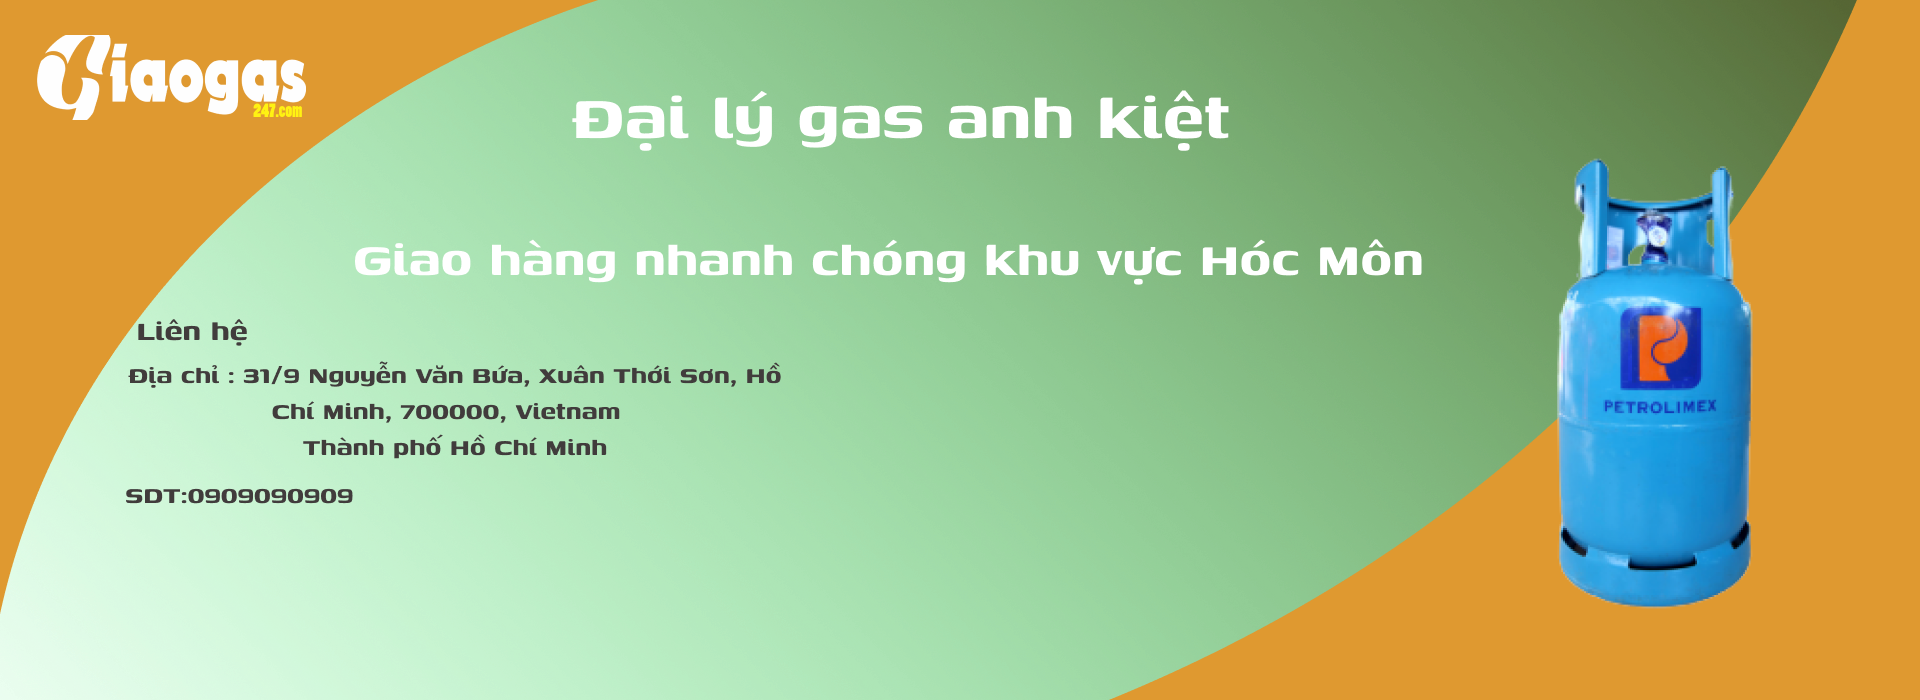 Giaogas
247.com
Đại lý gas anh kiệt
Giao hàng nhanh chóng khu vực Hóc Môn
Liên hệ
Địa chỉ : 31/9 Nguyễn Văn Bứa, Xuân Thới Sơn, Hồ
Chí Minh, 700000, Vietnam
Thành phố Hồ Chí Minh
SDT:0909090909
PETROLIMEX